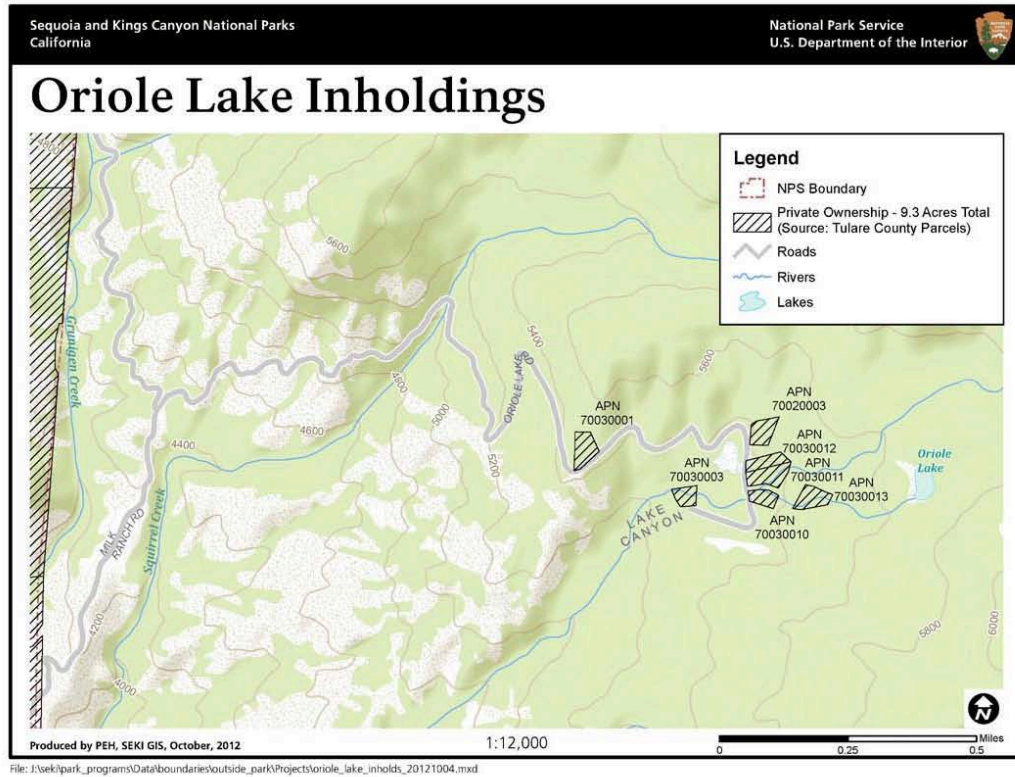 Sequoia and Kings Canyon National Parks
California
National Park Service
U.S. Department of the Interior
Oriole Lake Inholdings
Legend
NPS Boundary
Private Ownership - 9.3 Acres Total
(Source: Tulare County Parcels)
Roads
Rivers
Lakes
4800
5600
Grunigen Creek
5400
ORIOLE LAKE RD
5600
4800
5000
4600
4400
5200
APN
70030001
APN
70020003
APN
70030012
APN
70030011
APN
70030013
APN
70030003
APN
70030010
Oriole
Lake
LAKE
CANYON
MILK
RANCH RD
Squirrel Creek
4200
4000
5800
6000
N
Produced by PEH, SEKI GIS, October, 2012
1:12,000
0 0.25 0.5
Miles
File: J:\seki\park_programs\Data\boundaries\outside_park\Projects\oriole_lake_inholds_20121004.mxd